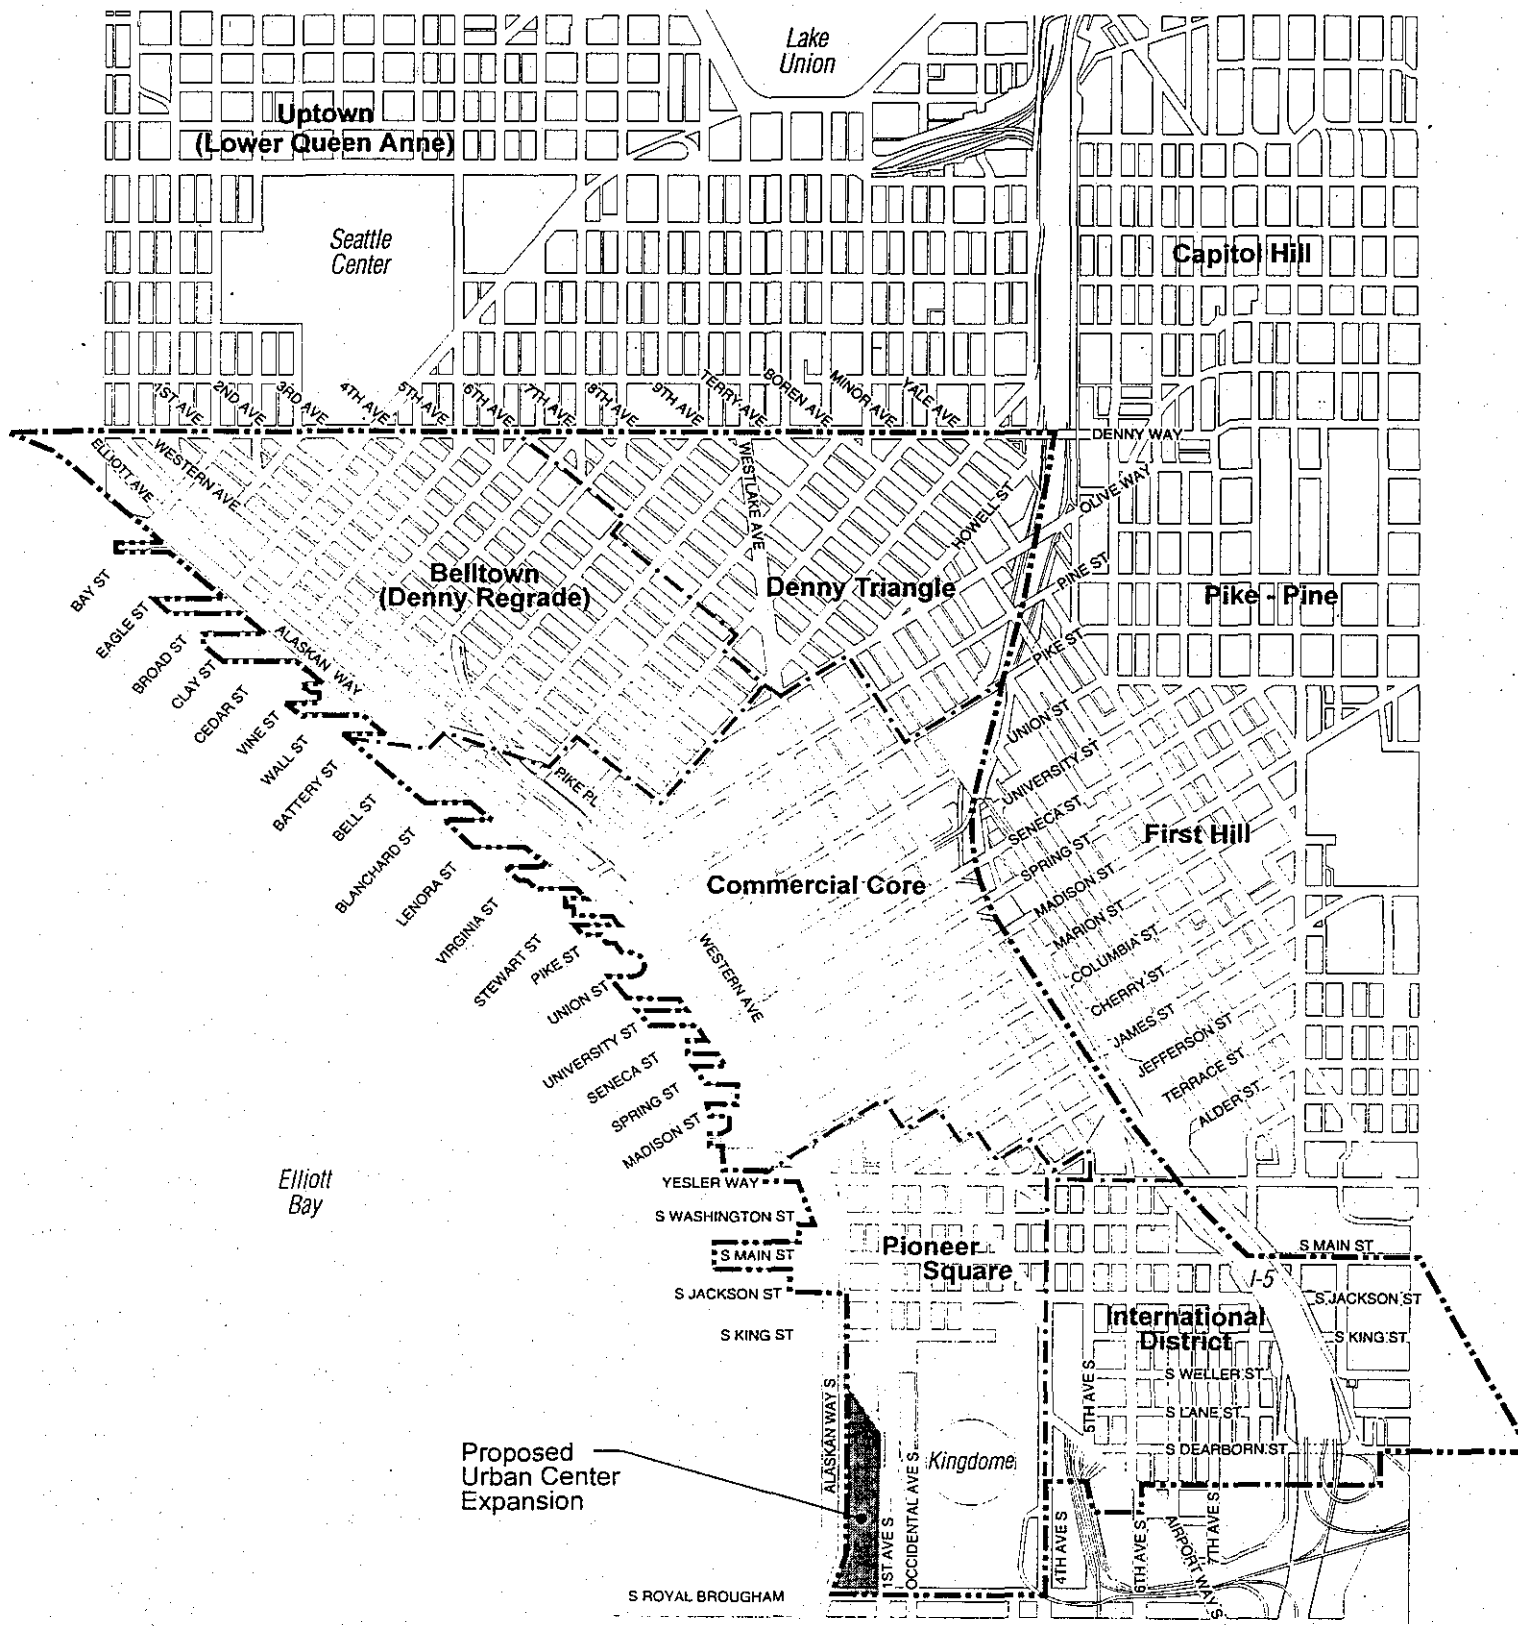 Lake
Union
Uptown
(Lower Queen Anne)
Seattle
Center
Capitol Hill
1ST AVE
2ND AVE
3RD AVE
4TH AVE
5TH AVE
6TH AVE
7TH AVE
8TH AVE
9TH AVE
TERRY AVE
BOREN AVE
MINOR AVE
YALE AVE
DENNY WAY
ELLIOTT AVE
WESTERN AVE
WESTLAKE AVE
HOWELL ST
OLIVE WAY
PINE ST
PIKE ST
Belltown
(Denny Regrade)
Denny Triangle
Pike - Pine
BAY ST
EAGLE ST
BROAD ST
CLAY ST
CEDAR ST
VINE ST
WALL ST
BATTERY ST
BELL ST
BLANCHARD ST
LENORA ST
VIRGINIA ST
STEWART ST
PIKE ST
UNION ST
UNIVERSITY ST
SENECA ST
SPRING ST
MADISON ST
ALASKAN WAY
PIKE PL
UNION ST
UNIVERSITY ST
SENECA ST
SPRING ST
MADISON ST
MARION ST
COLUMBIA ST
CHERRY ST
JAMES ST
JEFFERSON ST
TERRACE ST
ALDER ST
First Hill
Commercial Core
WESTERN AVE
Elliott
Bay
YESLER WAY
S WASHINGTON ST
S MAIN ST
S JACKSON ST
S KING ST
Pioneer
Square
S MAIN ST
I-5
S JACKSON ST
S KING ST
International
District
S WELLER ST
S LANE ST
S DEARBORN ST
5TH AVE S
ALASKAN WAY S
Kingdome
Proposed
Urban Center
Expansion
1ST AVE S
OCCIDENTAL AVE S
4TH AVE S
6TH AVE S
AIRPORT WAY S
7TH AVE S
S ROYAL BROUGHAM